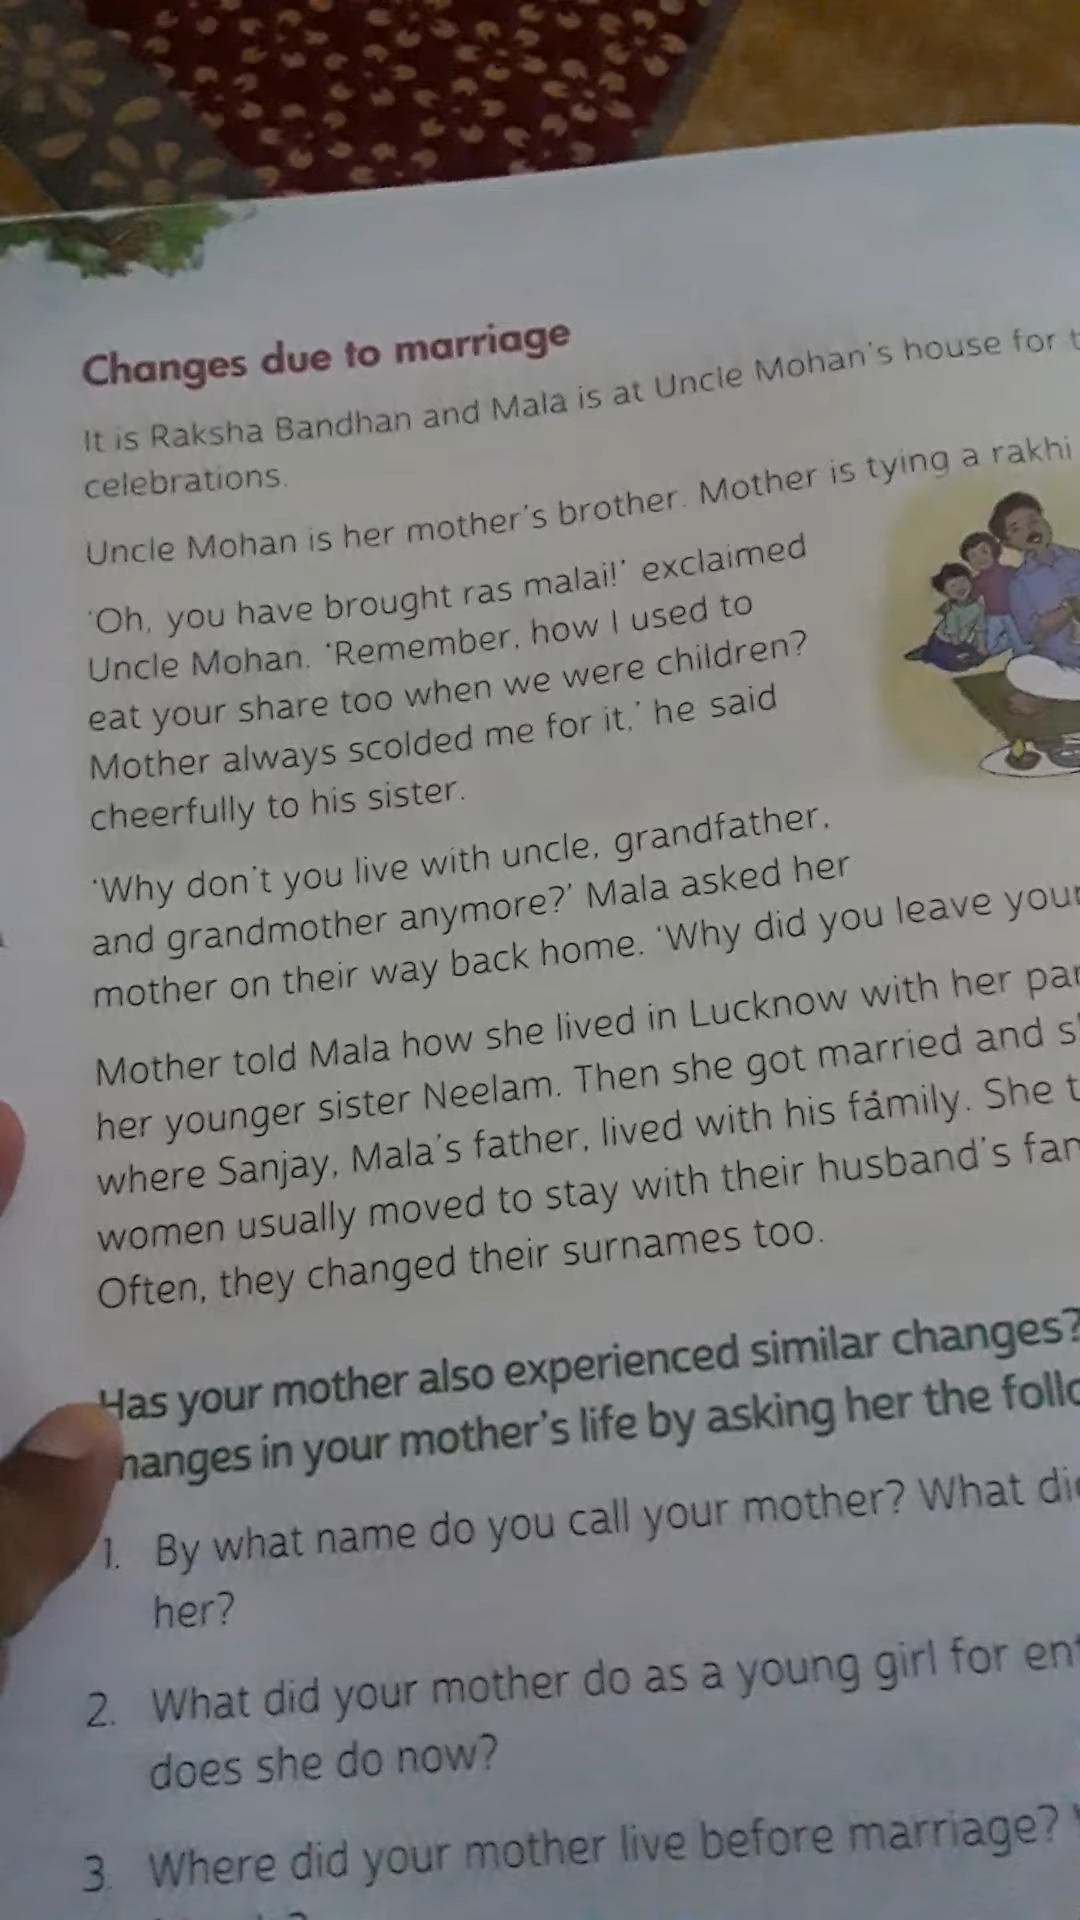 Changes due to marriage
It is Raksha Bandhan and Mala is at Uncle Mohan's house for
celebrations.
Uncle Mohan is her mother's brother. Mother is tying a rakhi
'Oh, you have brought ras malai!' exclaimed
Uncle Mohan. 'Remember, how I used to
eat your share too when we were children?
Mother always scolded me for it,' he said
cheerfully to his sister.
'Why don't you live with uncle, grandfather,
and grandmother anymore?' Mala asked her
mother on their way back home. 'Why did you leave your
Mother told Mala how she lived in Lucknow with her
her younger sister Neelam. Then she got married and
where Sanjay, Mala's father, lived with his family. She
women usually moved to stay with their husband's
Often, they changed their surnames too.
Has your mother also experienced similar changes?
hanges in your mother's life by asking her the
1. By what name do you call your mother? What
her?
2. What did your mother do as a young girl for
does she do now?
3. Where did your mother live before marriage?